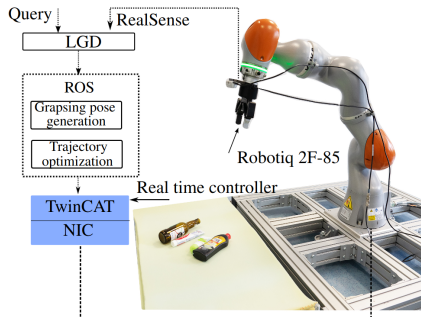 Query
RealSense
LGD
ROS
Grapsing pose
generation
Trajectory
optimization
Robotiq 2F-85
Real time controller
TwinCAT
NIC